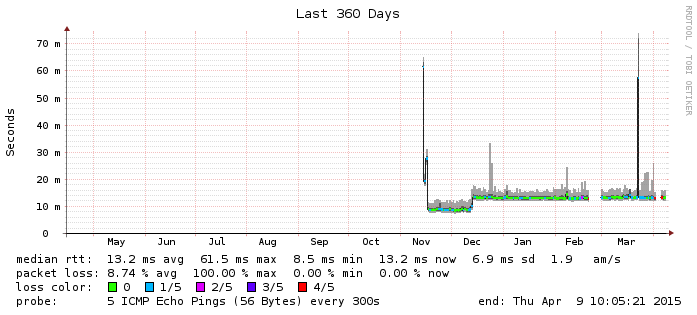 Last 360 Days
RRDTOOL / TOBI OETIKER
Seconds
70 m
60 m
50 m
40 m
30 m
20 m
10 m
0
May Jun Jul Aug Sep Oct Nov Dec Jan Feb Mar
median rtt: 13.2 ms avg 61.5 ms max 8.5 ms min 13.2 ms now 6.9 ms sd 1.9 am/s
packet loss: 8.74 % avg 100.00 % max 0.00 % min 0.00 % now
loss color: 0 1/5 2/5 3/5 4/5
probe: 5 ICMP Echo Pings (56 Bytes) every 300s end: Thu Apr 9 10:05:21 2015